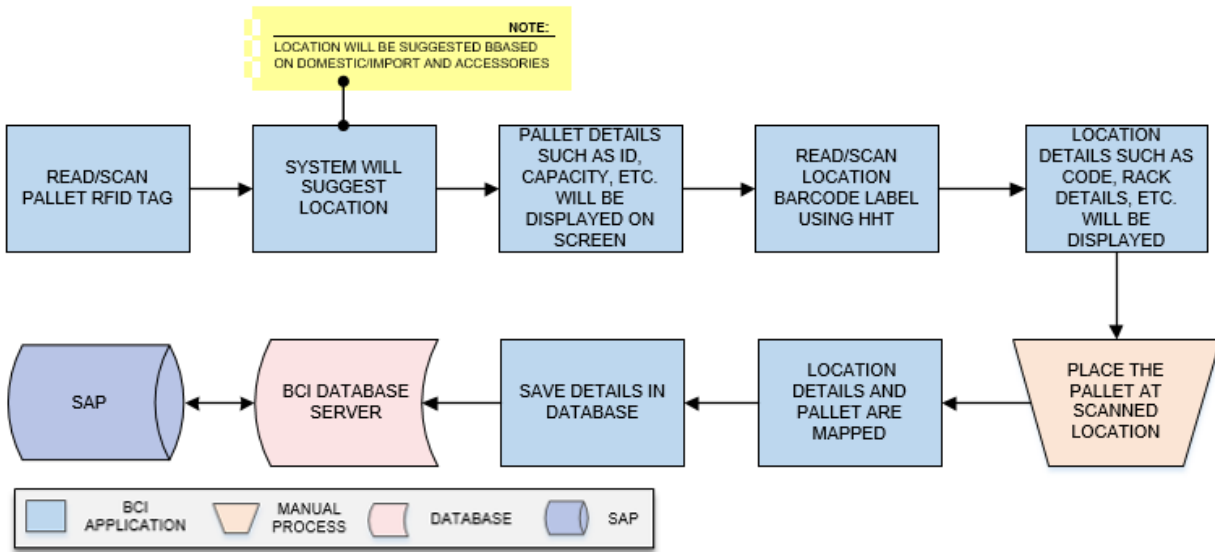 NOTE:
LOCATION WILL BE SUGGESTED BBASED
ON DOMESTIC/IMPORT AND ACCESSORIES
READ/SCAN
PALLET RFID TAG
SYSTEM WILL
SUGGEST
LOCATION
PALLET DETAILS
SUCH AS ID,
CAPACITY, ETC.
WILL BE
DISPLAYED ON
SCREEN
READ/SCAN
LOCATION
BARCODE LABEL
USING HHT
LOCATION
DETAILS SUCH AS
CODE, RACK
DETAILS, ETC.
WILL BE
DISPLAYED
PLACE THE
PALLET AT
SCANNED
LOCATION
LOCATION
DETAILS AND
PALLET ARE
MAPPED
SAVE DETAILS IN
DATABASE
BCI DATABASE
SERVER
SAP
BCI
APPLICATION
MANUAL
PROCESS
DATABASE
SAP